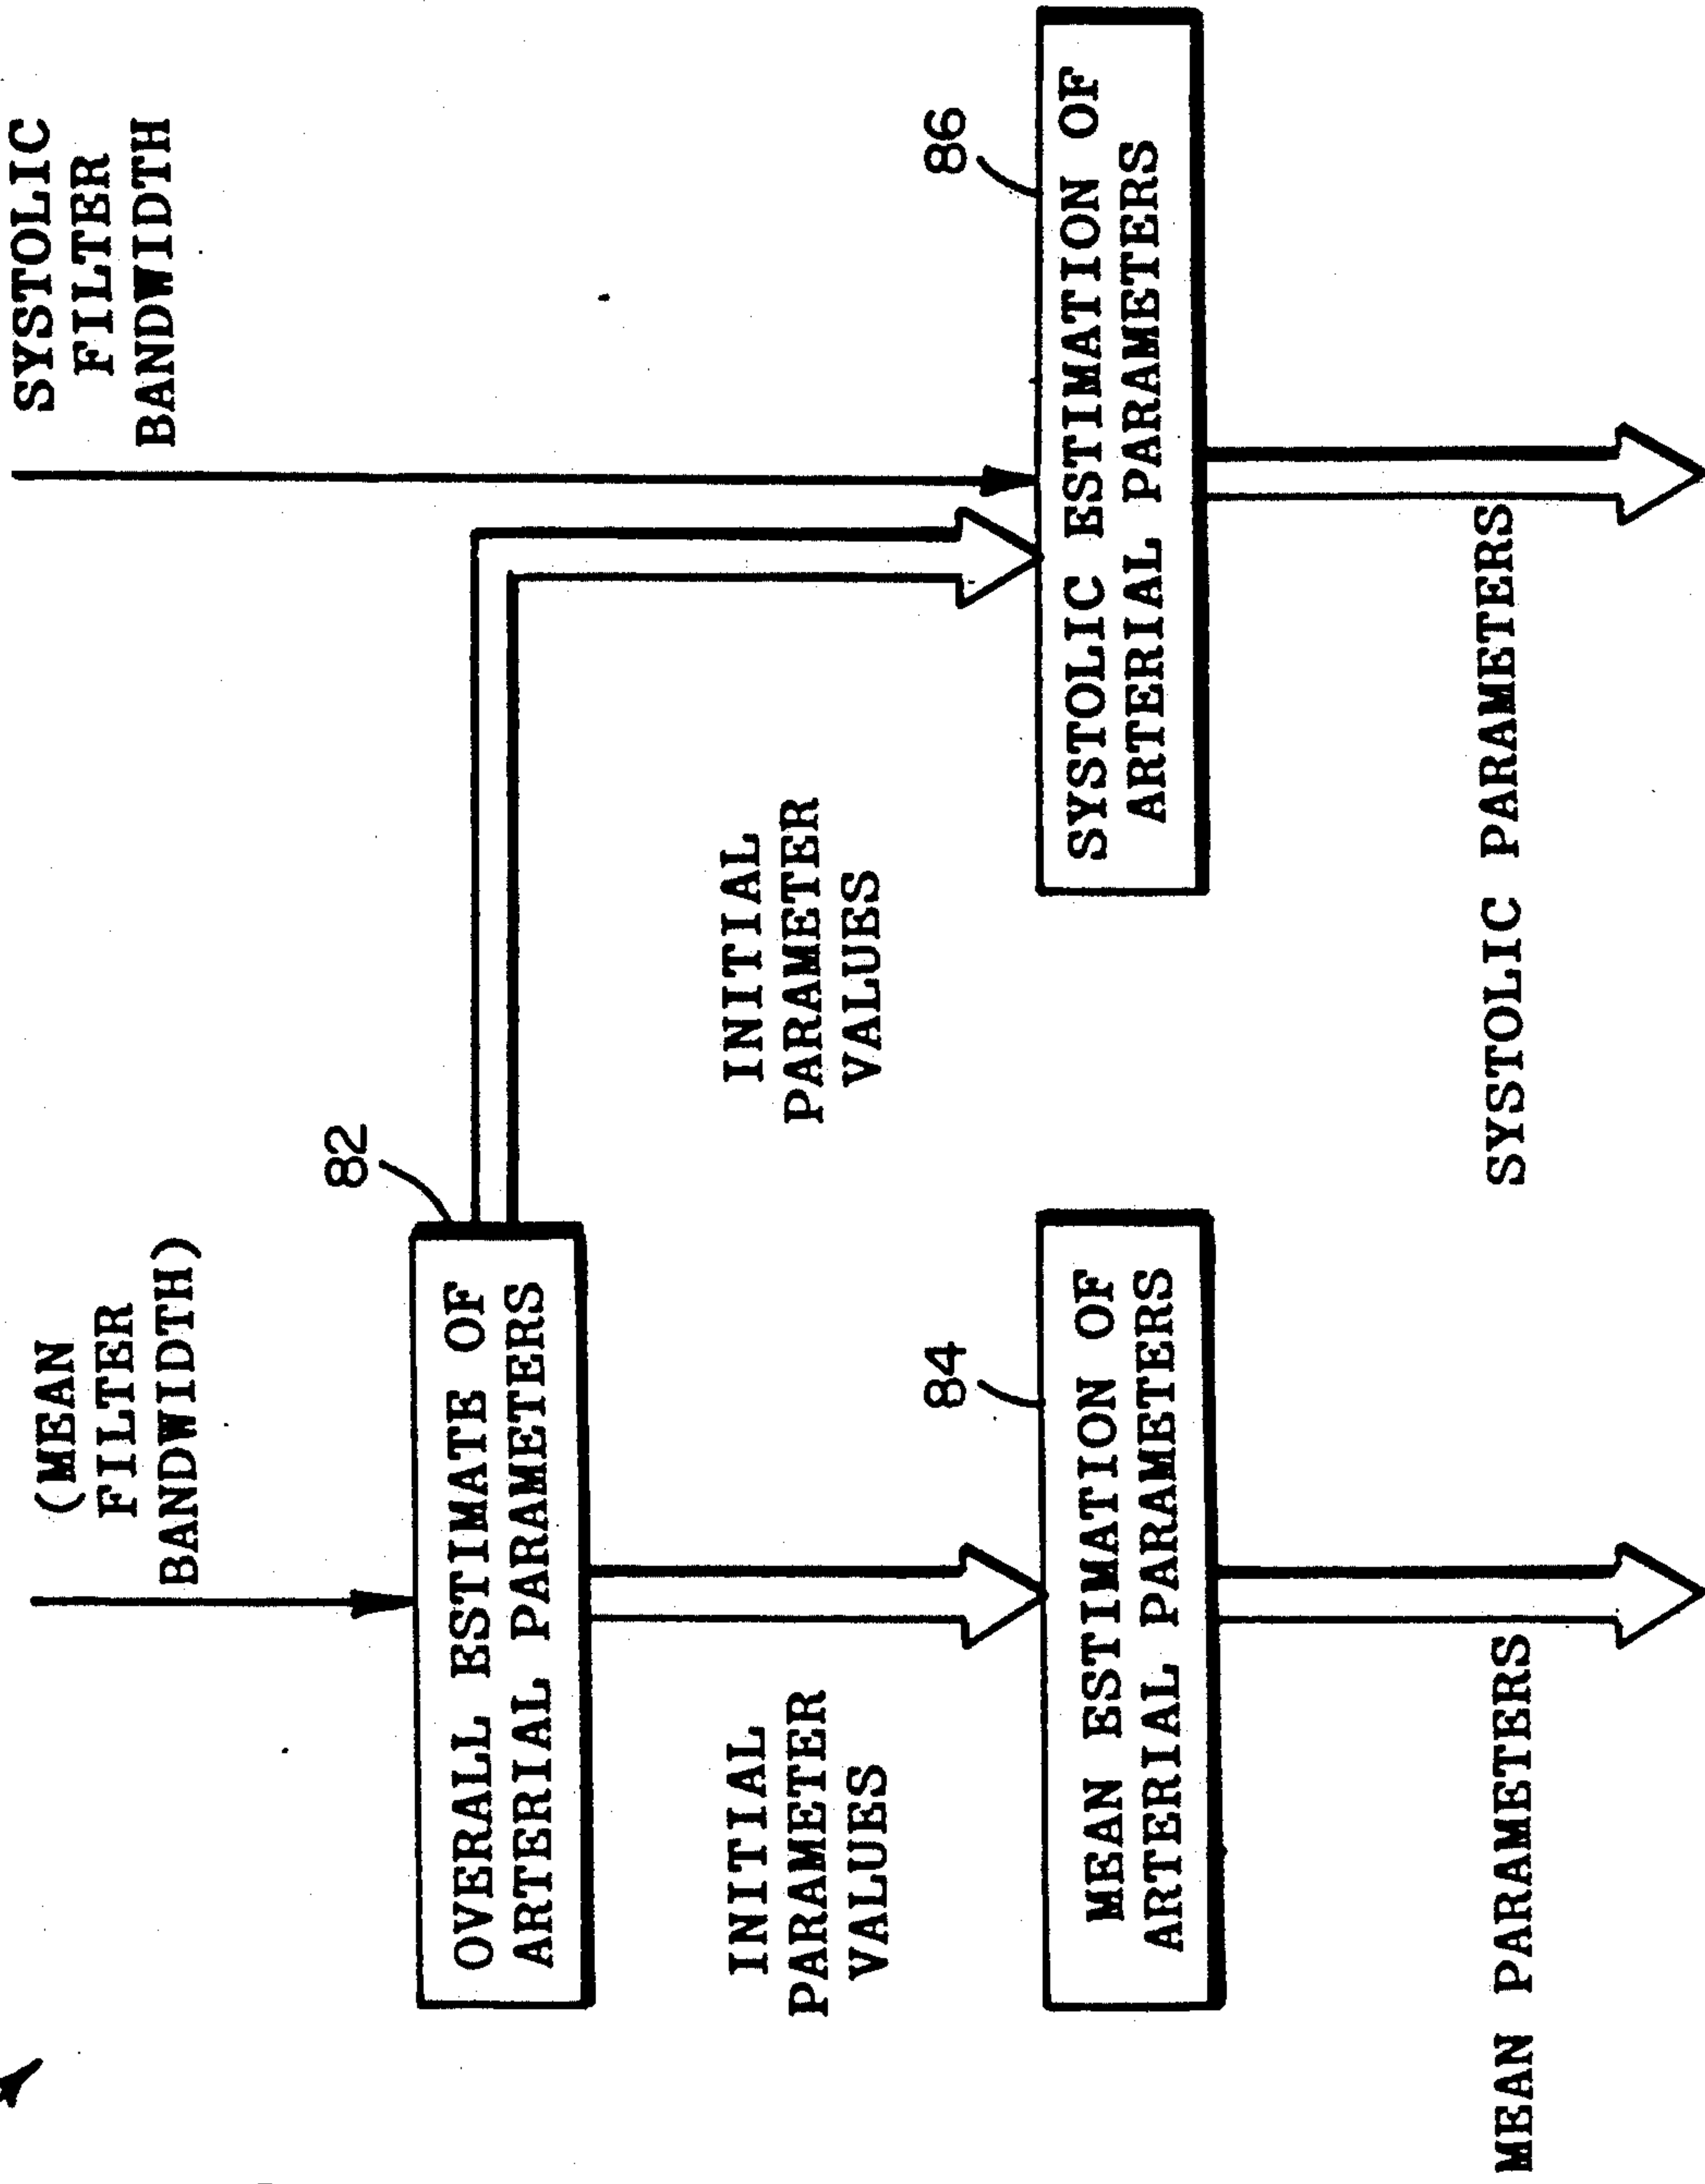 (MEAN
FILTER
BANDWIDTH)
SYSTOLIC
FILTER
BANDWIDTH
82
OVERALL ESTIMATE OF
ARTERIAL PARAMETERS
INITIAL
PARAMETER
VALUES
INITIAL
PARAMETER
VALUES
84
MEAN ESTIMATION OF
ARTERIAL PARAMETERS
86
SYSTOLIC ESTIMATION OF
ARTERIAL PARAMETERS
MEAN PARAMETERS
SYSTOLIC PARAMETERS